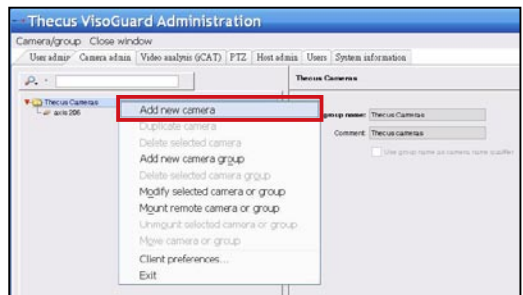 Thecus VisoGuard Administration
Camera/group Close window
User admin Camera admin Video analysis (iCAT) PTZ Host admin Users System information
Thecus Cameras
Thecus Cameras
axis 206
Add new camera
Duplicate camera
Delete selected camera
Add new camera group
Delete selected camera group
Modify selected camera or group
Mount remote camera or group
Unmount selected camera or group
Move camera or group
Client preferences...
Exit
group name: Thecus Cameras
Comment Thecus cameras
Use group name as camera name